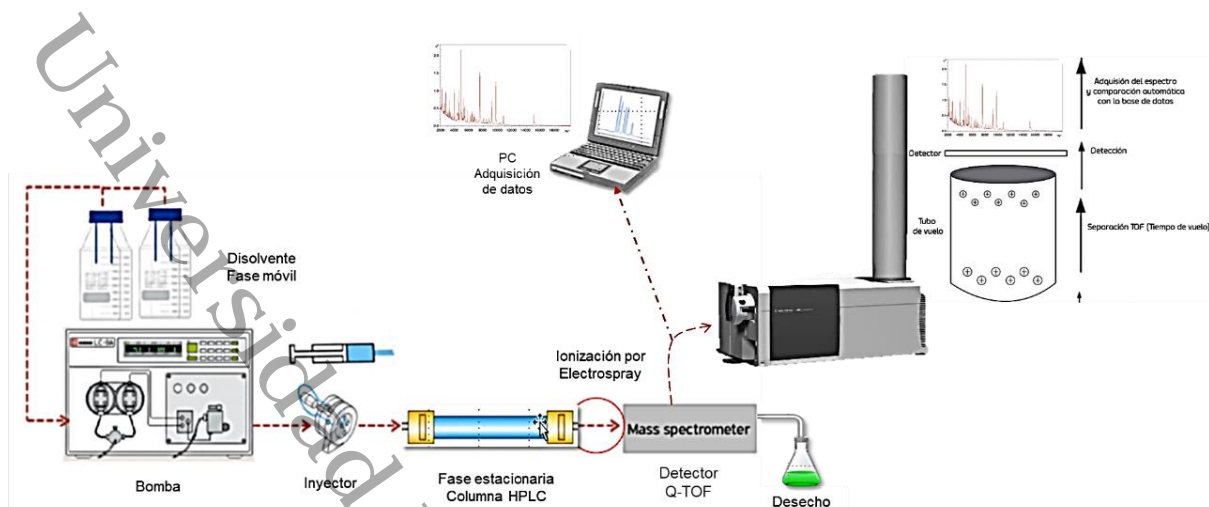 Universidad
PC
Adquisición
de datos
Adquisión del espectro
y comparación automática
con la base de datos
Detector
Detección
Tubo
de vuelo
Separación TOF (Tiempo de vuelo)
Disolvente
Fase móvil
Ionización por
Electrospray
Mass spectrometer
Bomba
Inyector
Fase estacionaria
Columna HPLC
Detector
Q-TOF
Desecho